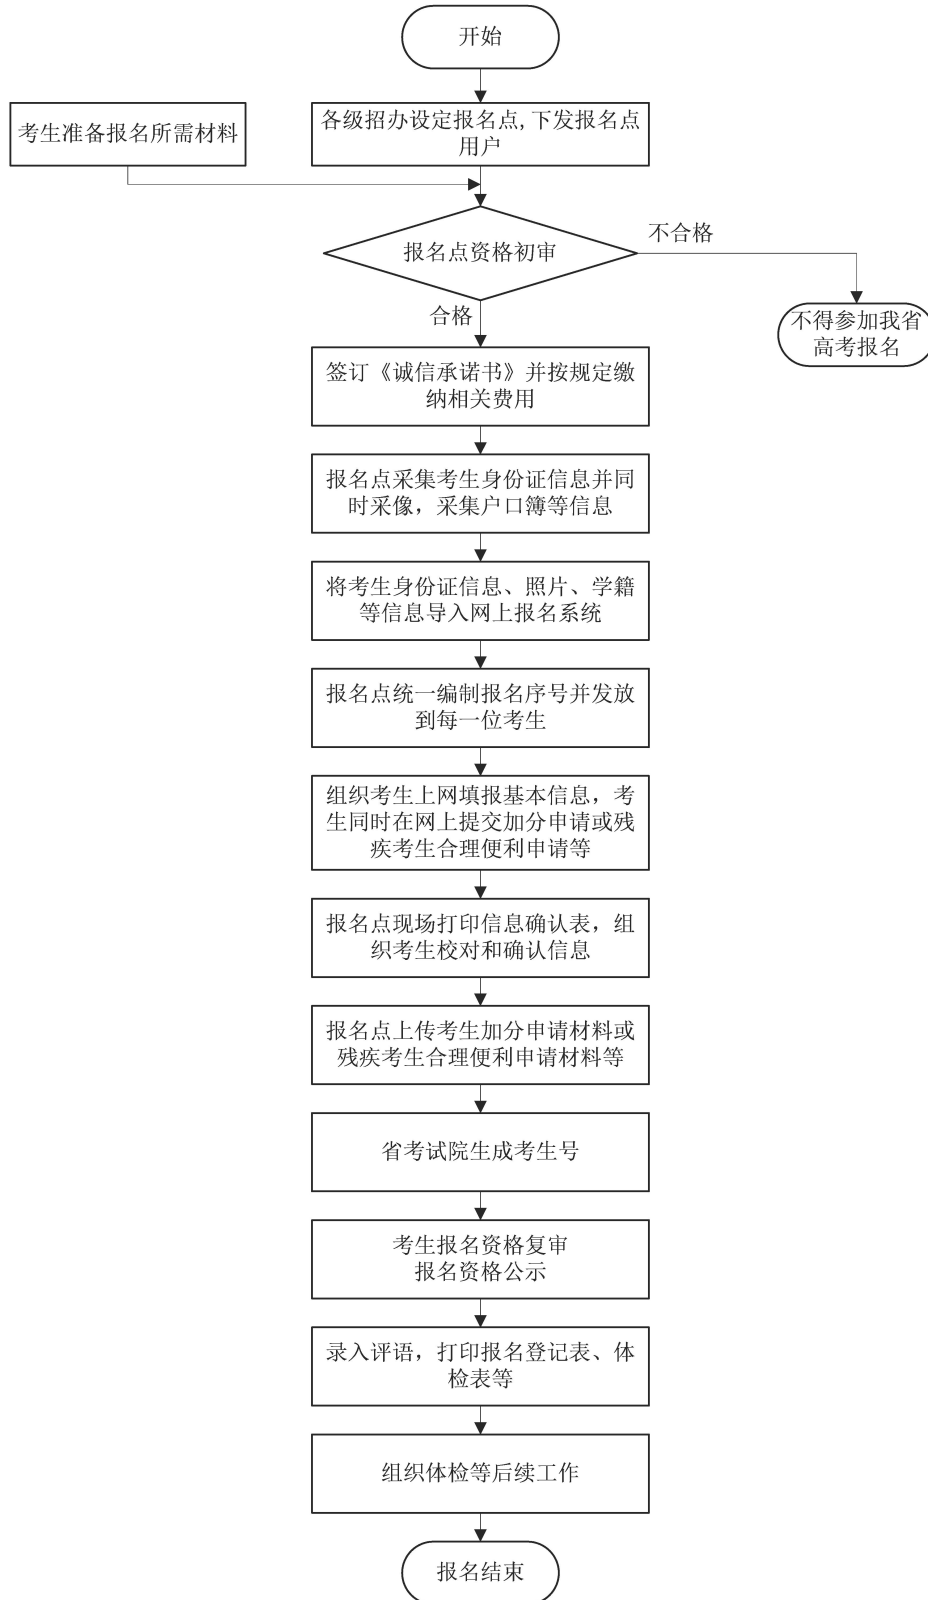 开始
考生准备报名所需材料
各级招办设定报名点,下发报名点
用户
报名点资格初审
不合格
合格
不得参加我省
高考报名
签订《诚信承诺书》并按规定缴
纳相关费用
报名点采集考生身份证信息并同
时采像，采集户口簿等信息
将考生身份证信息、照片、学籍
等信息导入网上报名系统
报名点统一编制报名序号并发放
到每一位考生
组织考生上网填报基本信息，考
生同时在网上提交加分申请或残
疾考生合理便利申请等
报名点现场打印信息确认表，组
织考生校对和确认信息
报名点上传考生加分申请材料或
残疾考生合理便利申请材料等
省考试院生成考生号
考生报名资格复审
报名资格公示
录入评语，打印报名登记表、体
检表等
组织体检等后续工作
报名结束